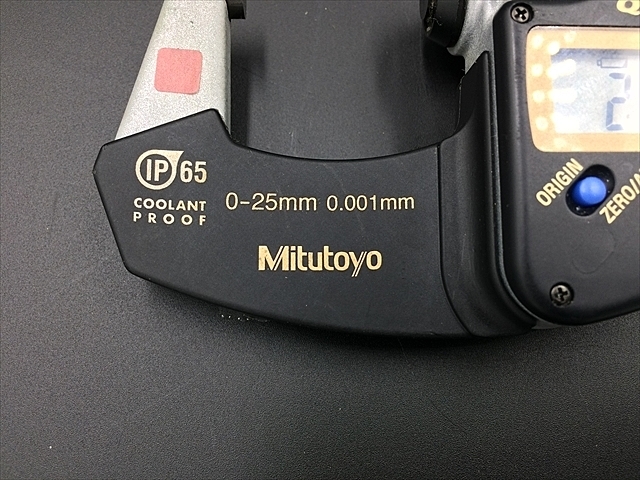 IP65
COOLANT
PROOF
0-25mm 0.001mm
Mitutoyo
ORIGIN